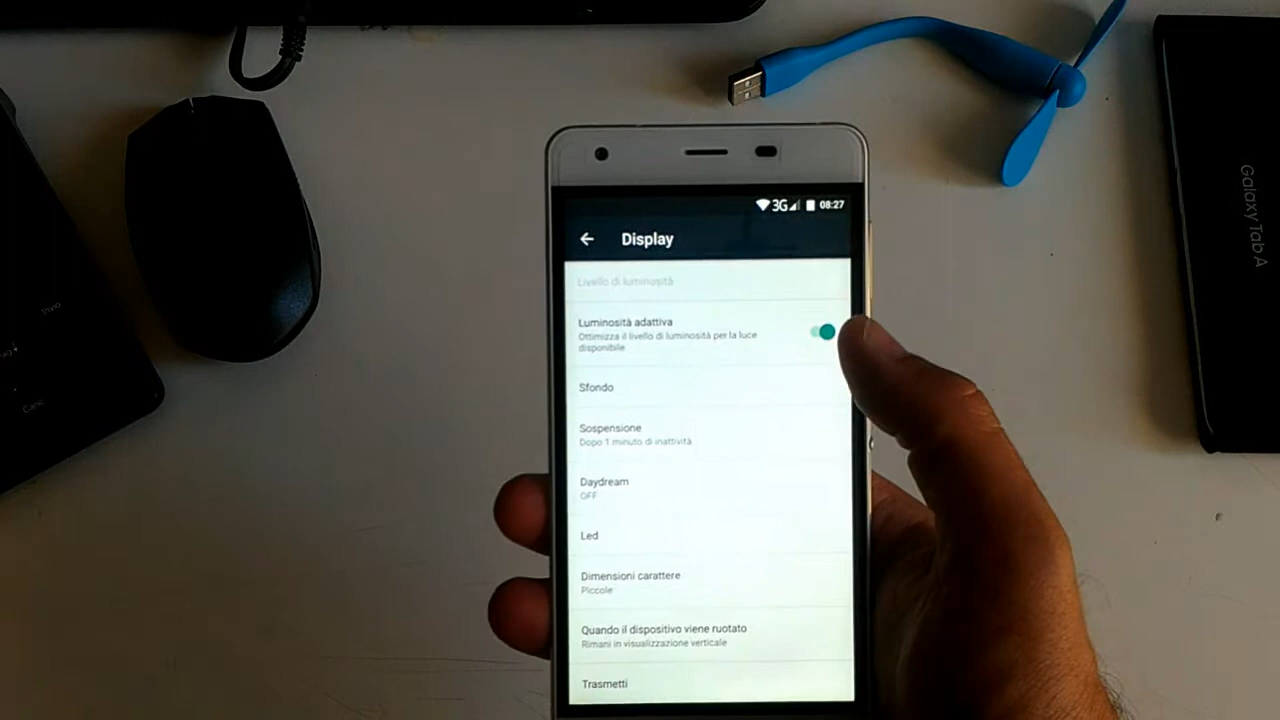 3G 08:27
Display
Livello di luminosità
Luminosità adattiva
Ottimizza il livello di luminosità per la luce
disponibile
Sfondo
Sospensione
Dopo 1 minuto di inattività
Daydream
OFF
Led
Dimensioni carattere
Piccole
Quando il dispositivo viene ruotato
Rimani in visualizzazione verticale
Trasmetti
Galaxy Tab A
Invio
Canc